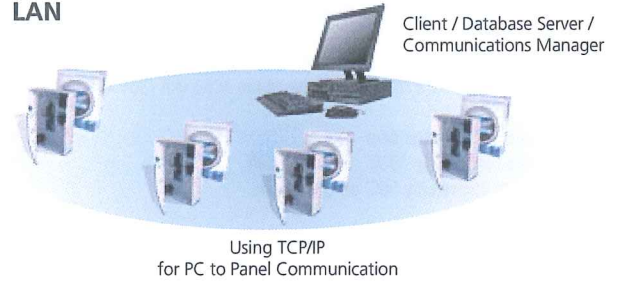 LAN
Client / Database Server /
Communications Manager
Using TCP/IP
for PC to Panel Communication